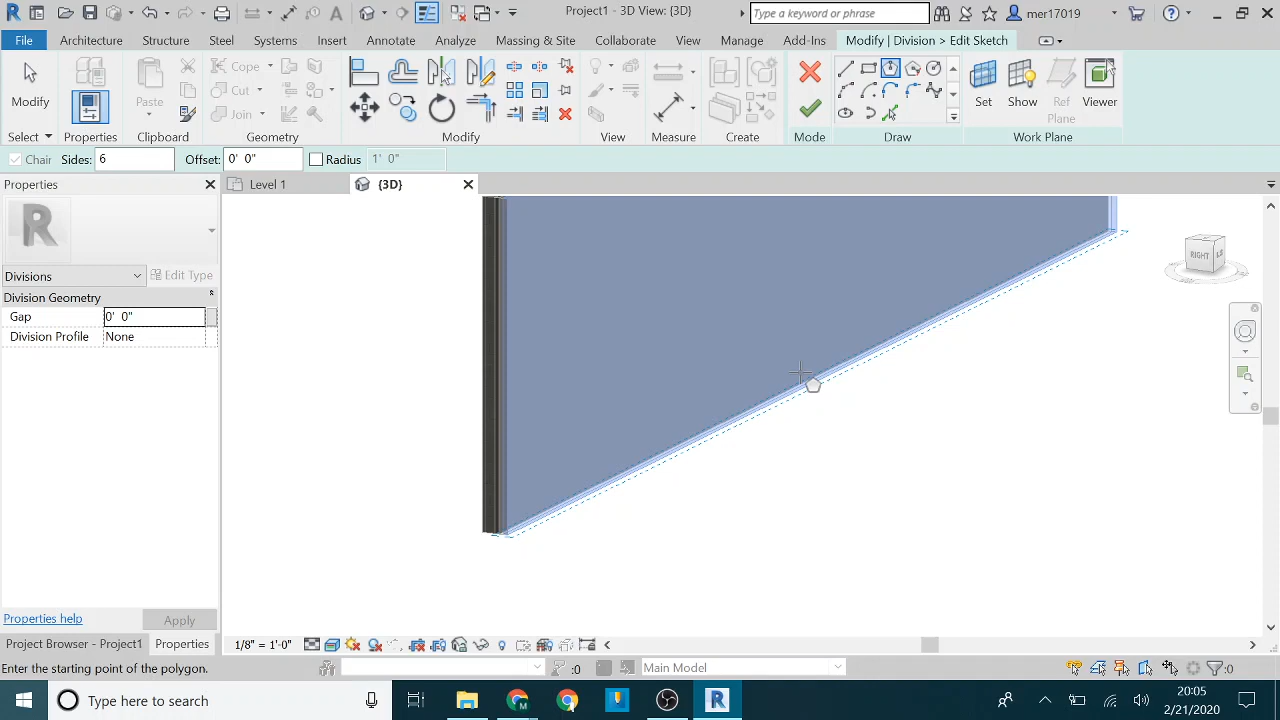 Project1 - 3D View: {3D}
Type a keyword or phrase
mer17019
File Architecture Structure Steel Systems Insert Annotate Analyze Massing & Site Collaborate View Manage Add-Ins Modify | Division > Edit Sketch
Modify
Paste
Cope
Cut
Join
Set
Show
Ref
Plane
Viewer
Select
Properties
Clipboard
Geometry
Modify
View
Measure
Create
Mode
Draw
Work Plane
Chain
Sides: 6
Offset: 0' 0"
Radius
1' 0"
Properties
Level 1
{3D}
R
Divisions
Edit Type
Division Geometry
Gap
0' 0"
Division Profile
None
RIGHT
Properties help
Apply
Project Browser - Project1
Properties
1/8" = 1'-0"
Enter the starting point of the polygon.
:0
Main Model
:0
Type here to search
20:05
2/21/2020